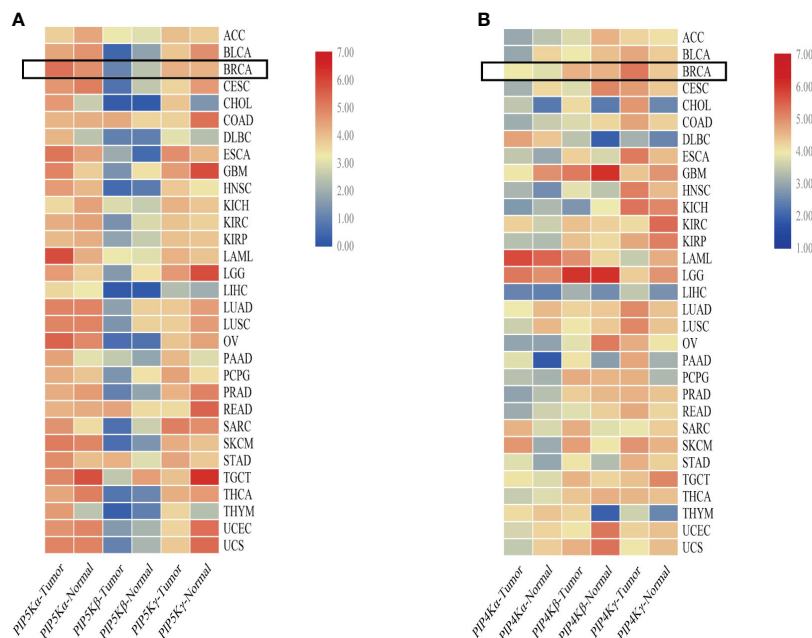 A
ACC
BLCA
BRCA
CESC
CHOL
COAD
DLBC
ESCA
GBM
HNSC
KICH
KIRC
KIRP
LAML
LGG
LIHC
LUAD
LUSC
OV
PAAD
PCPG
PRAD
READ
SARC
SKCM
STAD
TGCT
THCA
THYM
UCEC
UCS
7.00
6.00
5.00
4.00
3.00
2.00
1.00
0.00
PIP5Kα-Tumor
PIP5Kα-Normal
PIP5Kβ-Tumor
PIP5Kβ-Normal
PIP5Kγ-Tumor
PIP5Kγ-Normal
B
ACC
BLCA
BRCA
CESC
CHOL
COAD
DLBC
ESCA
GBM
HNSC
KICH
KIRC
KIRP
LAML
LGG
LIHC
LUAD
LUSC
OV
PAAD
PCPG
PRAD
READ
SARC
SKCM
STAD
TGCT
THCA
THYM
UCEC
UCS
7.00
6.00
5.00
4.00
3.00
2.00
1.00
PIP4Kα-Tumor
PIP4Kα-Normal
PIP4Kβ-Tumor
PIP4Kβ-Normal
PIP4Kγ-Tumor
PIP4Kγ-Normal